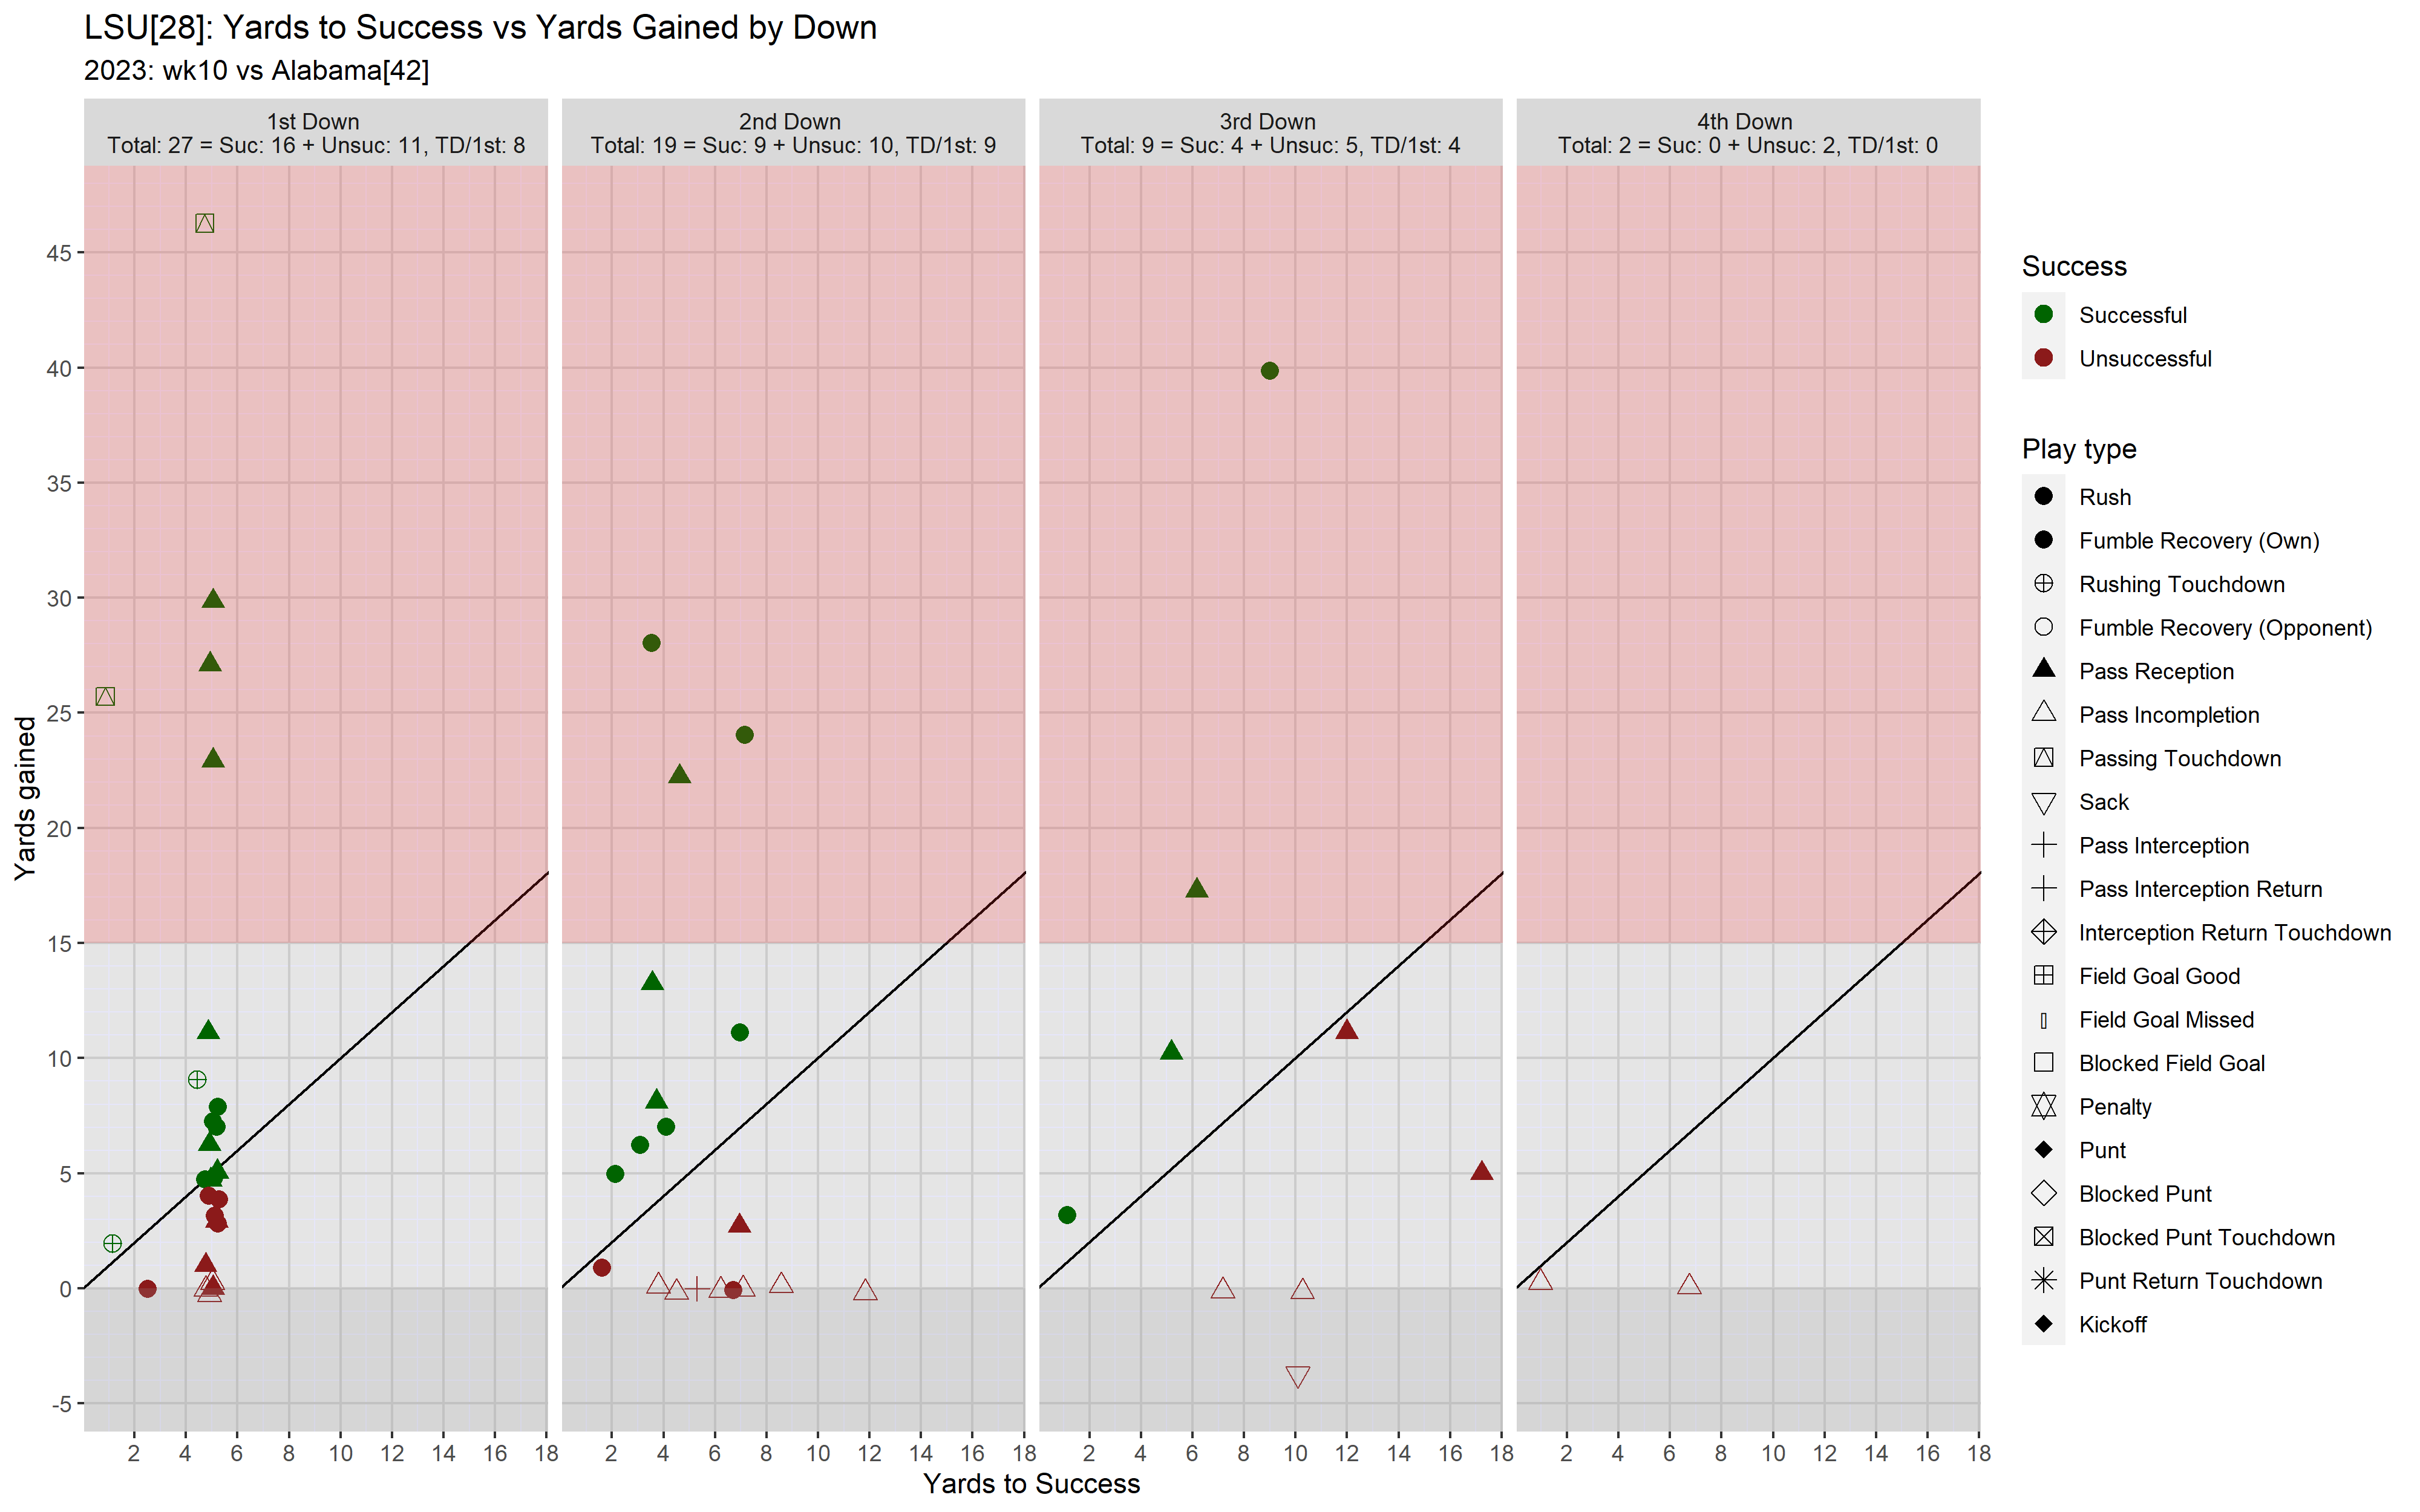 LSU[28]: Yards to Success vs Yards Gained by Down
2023: wk10 vs Alabama[42]
1st Down
Total: 27 = Suc: 16 + Unsuc: 11, TD/1st: 8
2nd Down
Total: 19 = Suc: 9 + Unsuc: 10, TD/1st: 9
3rd Down
Total: 9 = Suc: 4 + Unsuc: 5, TD/1st: 4
4th Down
Total: 2 = Suc: 0 + Unsuc: 2, TD/1st: 0
Yards gained
45
40
35
30
25
20
15
10
5
0
-5
2 4 6 8 10 12 14 16 18
2 4 6 8 10 12 14 16 18
2 4 6 8 10 12 14 16 18
2 4 6 8 10 12 14 16 18
Yards to Success
Success
Successful
Unsuccessful
Play type
Rush
Fumble Recovery (Own)
Rushing Touchdown
Fumble Recovery (Opponent)
Pass Reception
Pass Incompletion
Passing Touchdown
Sack
Pass Interception
Pass Interception Return
Interception Return Touchdown
Field Goal Good
Field Goal Missed
Blocked Field Goal
Penalty
Punt
Blocked Punt
Blocked Punt Touchdown
Punt Return Touchdown
Kickoff